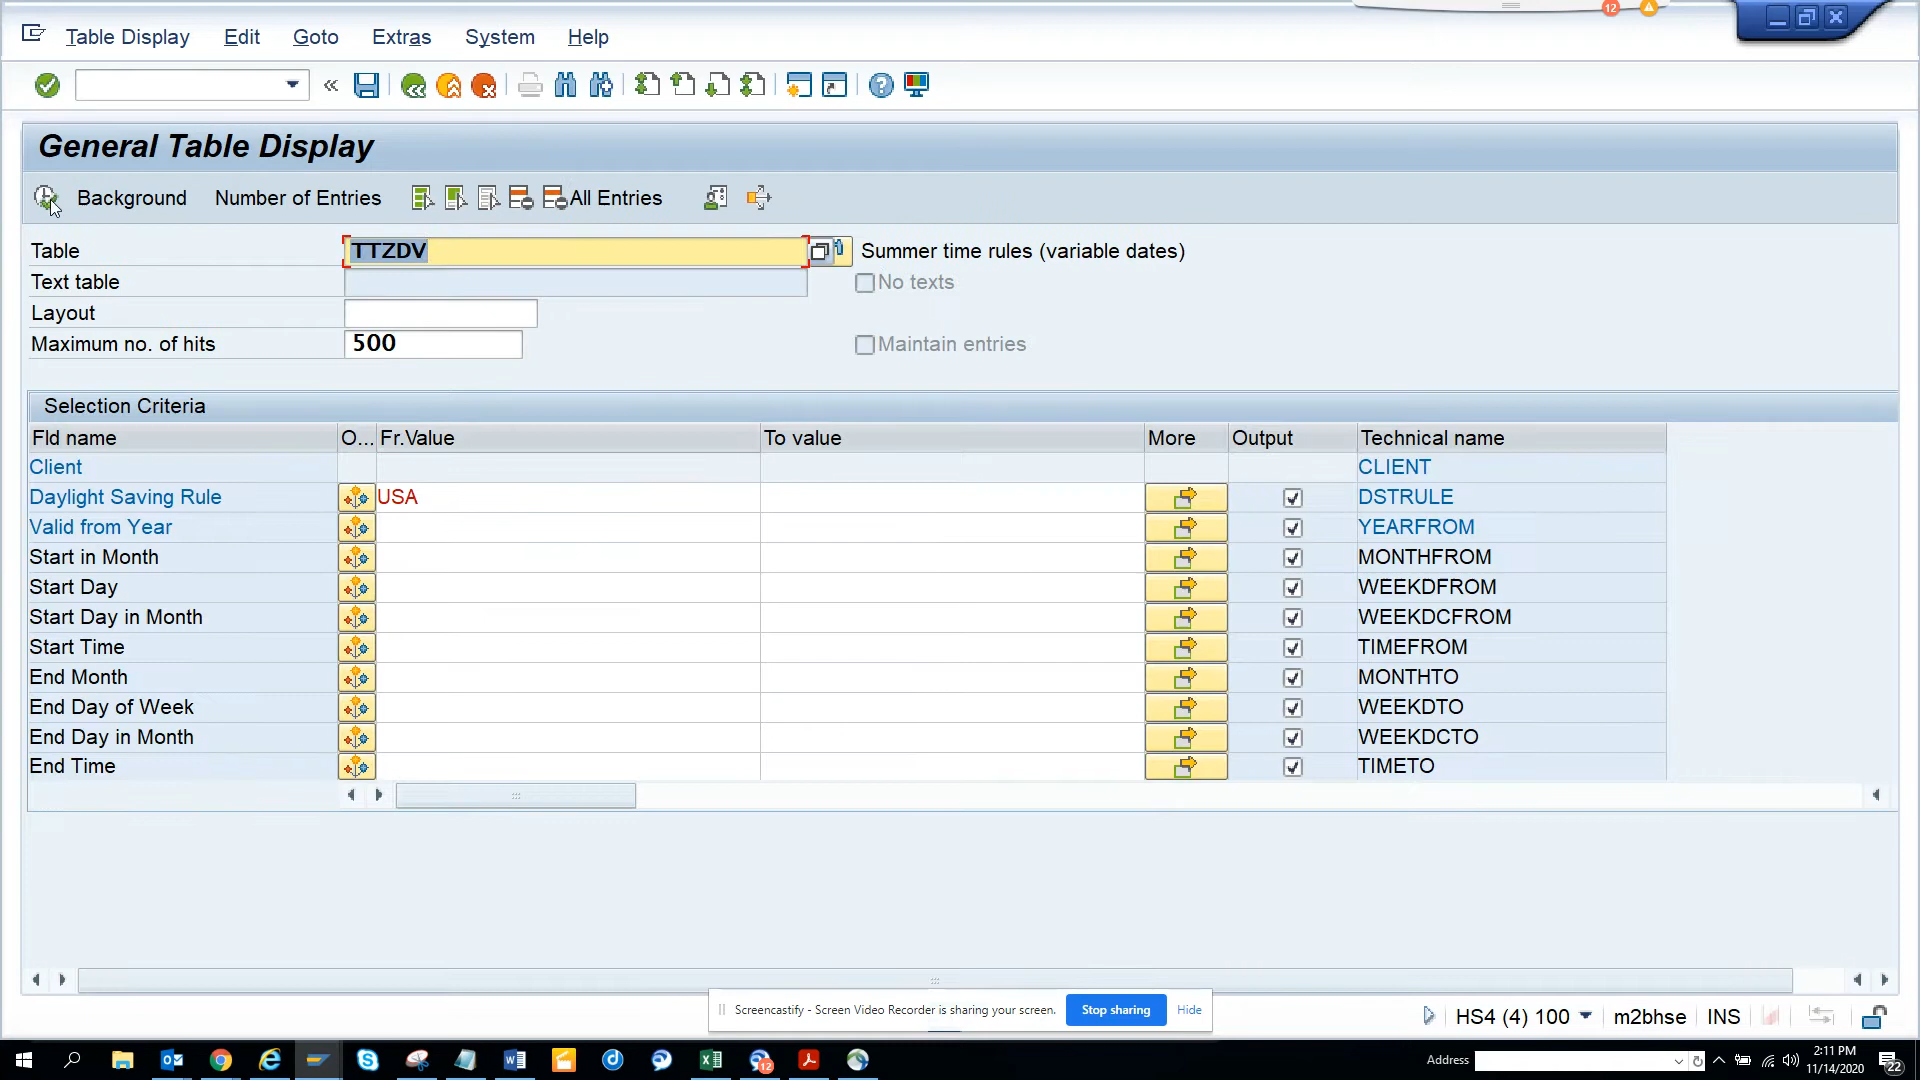 12
Table Display Edit Goto Extras System Help
General Table Display
Background Number of Entries All Entries
Table TTZDV Summer time rules (variable dates)
Text table No texts
Layout
Maximum no. of hits 500 Maintain entries
Selection Criteria
Fld name O... Fr.Value To value More Output Technical name
Client CLIENT
Daylight Saving Rule USA DSTRULE
Valid from Year YEARFROM
Start in Month MONTHFROM
Start Day WEEKDFROM
Start Day in Month WEEKDCFROM
Start Time TIMEFROM
End Month MONTHTO
End Day of Week WEEKDTO
End Day in Month WEEKDCTO
End Time TIMETO
Screencastify - Screen Video Recorder is sharing your screen. Stop sharing Hide
HS4 (4) 100 m2bhse INS
12 Address 2:11 PM
11/14/2020 22